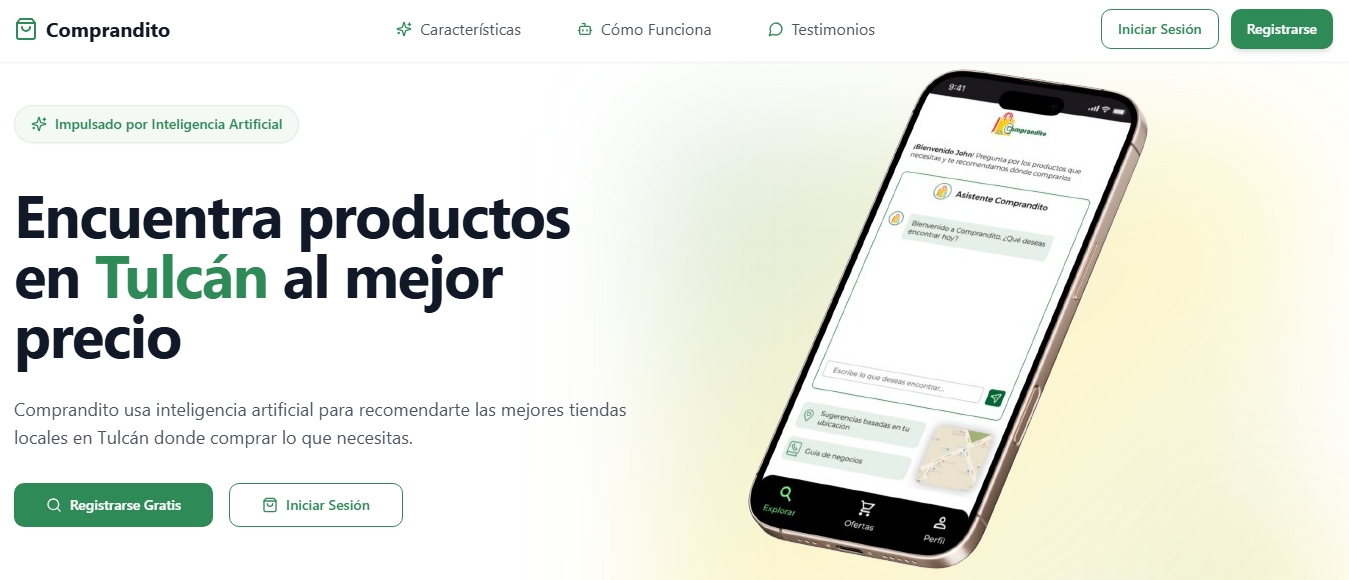 Comprandito
Características
Cómo Funciona
Testimonios
Iniciar Sesión
Registrarse
Impulsado por Inteligencia Artificial
Encuentra productos
en Tulcán al mejor
precio
Comprandito usa inteligencia artificial para recomendarte las mejores tiendas
locales en Tulcán donde comprar lo que necesitas.
Registrarse Gratis
Iniciar Sesión
9:41
Comprandito
¡Bienvenido John! Pregunta por los productos que
necesitas y te recomendamos dónde comprarlos
Asistente Comprandito
Bienvenido a Comprandito. ¿Qué deseas
encontrar hoy?
Escribe lo que deseas encontrar...
Sugerencias basadas en tu
ubicación
Guía de negocios
Explorar
Ofertas
Perfil